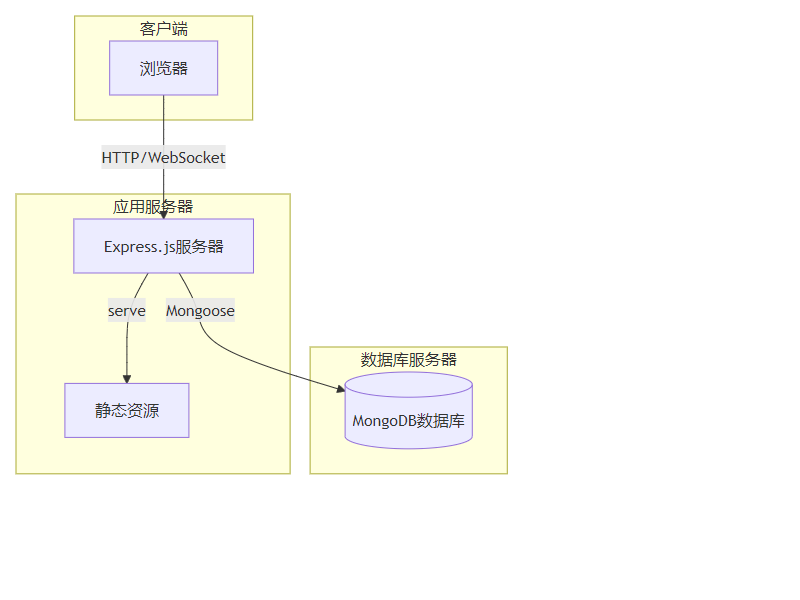 客户端
浏览器
HTTP/WebSocket
应用服务器
Express.js服务器
serve
Mongoose
数据库服务器
静态资源
MongoDB数据库